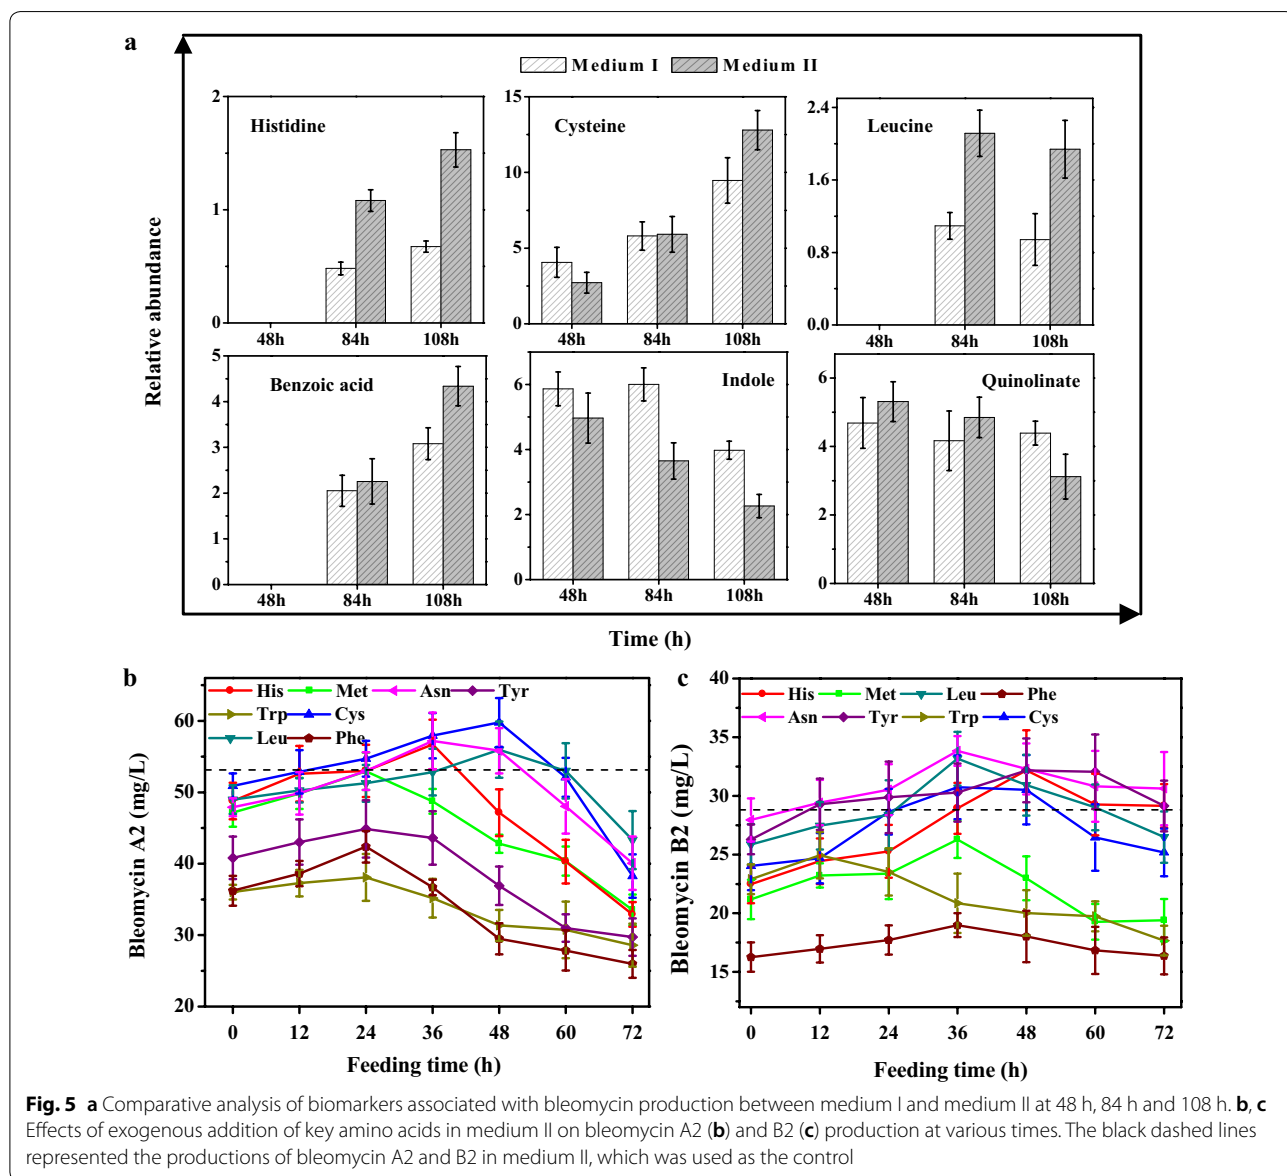 a
Medium I Medium II
Relative abundance
Histidine
2
1
0
48h 84h 108h
Cysteine
15
10
5
0
48h 84h 108h
Leucine
2.4
1.6
0.8
0.0
48h 84h 108h
Benzoic acid
5
4
3
2
1
0
48h 84h 108h
Indole
6
4
2
0
48h 84h 108h
Quinolinate
6
4
2
0
48h 84h 108h
Time (h)
b
His Met Asn Tyr
Trp Cys
Leu Phe
Bleomycin A2 (mg/L)
60
50
40
30
20
0 12 24 36 48 60 72
Feeding time (h)
c
His Met Leu Phe
Asn Tyr Trp Cys
Bleomycin B2 (mg/L)
40
35
30
25
20
15
0 12 24 36 48 60 72
Feeding time (h)
Fig. 5 a Comparative analysis of biomarkers associated with bleomycin production between medium I and medium II at 48 h, 84 h and 108 h. b, c
Effects of exogenous addition of key amino acids in medium II on bleomycin A2 (b) and B2 (c) production at various times. The black dashed lines
represented the productions of bleomycin A2 and B2 in medium II, which was used as the control